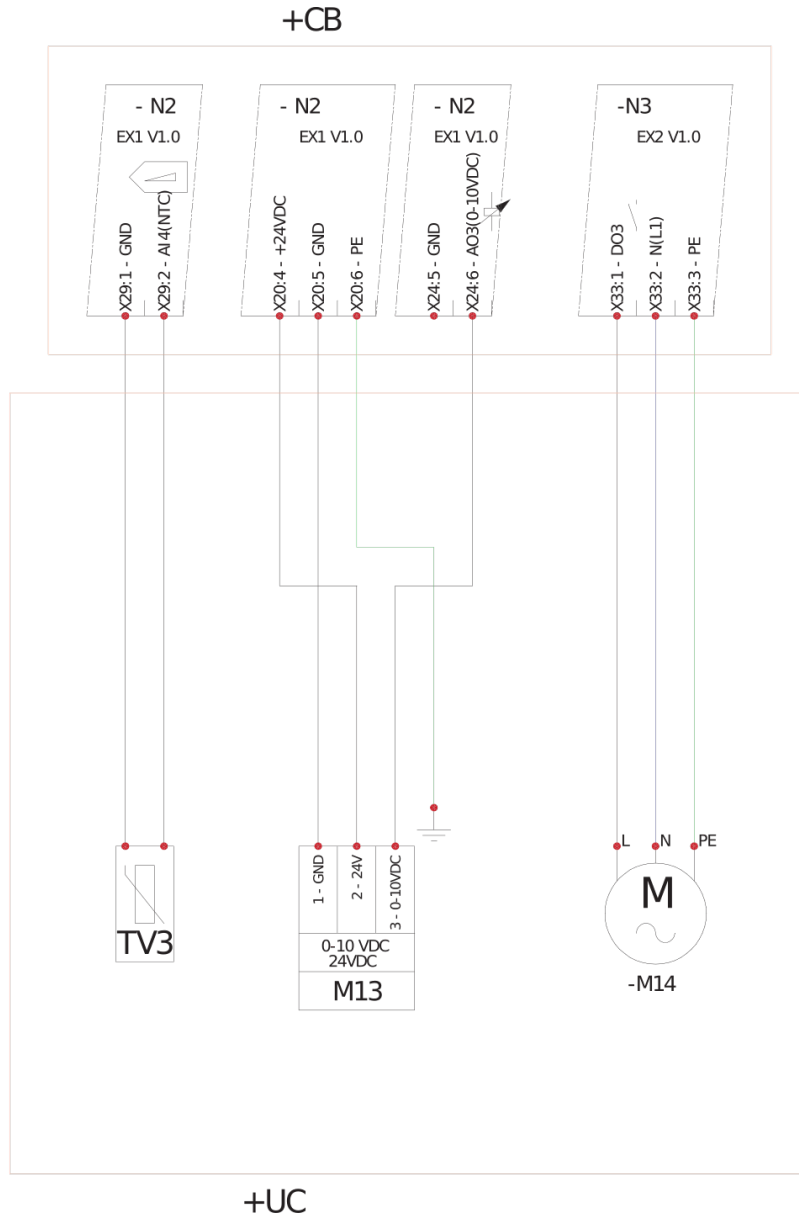 +CB
- N2
EX1 V1.0
X29:1 - GND
X29:2 - AI4(NTC)
- N2
EX1 V1.0
X20:4 - +24VDC
X20:5 - GND
X20:6 - PE
- N2
EX1 V1.0
X24:5 - GND
X24:6 - AO3(0-10VDC)
-N3
EX2 V1.0
X33:1 - DO3
X33:2 - N(L1)
X33:3 - PE
TV3
1 - GND
2 - 24V
3 - 0-10VDC
0-10 VDC
24VDC
M13
L
N
PE
M
-M14
+UC